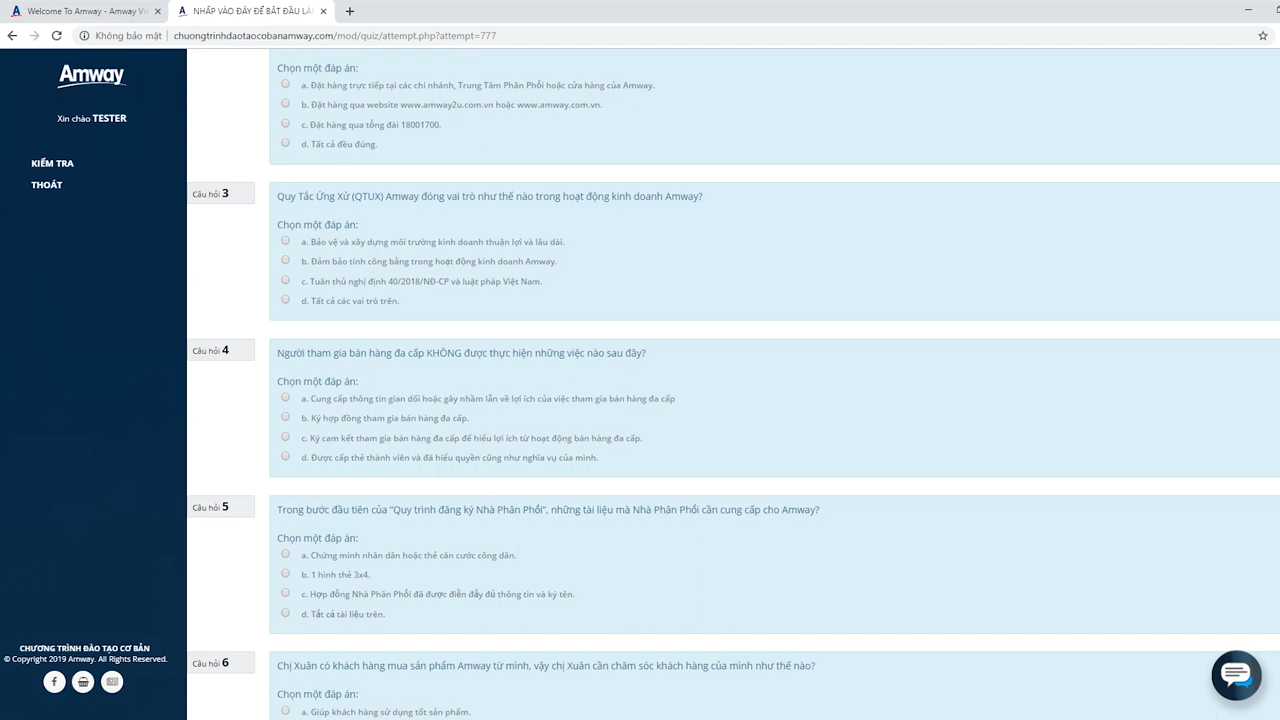 Welcome To Amway - Amway Vi
NHẤP VÀO ĐÂY ĐỂ BẮT ĐẦU LÀ
Không bảo mật
chuongtrinhdaotaocobanamway.com/mod/quiz/attempt.php?attempt=777
Amway
Xin chào TESTER
KIỂM TRA
THOÁT
Chọn một đáp án:
a. Đặt hàng trực tiếp tại các chi nhánh, Trung Tâm Phân Phối hoặc cửa hàng của Amway.
b. Đặt hàng qua website www.amway2u.com.vn hoặc www.amway.com.vn.
c. Đặt hàng qua tổng đài 18001700.
d. Tất cả đều đúng.
Câu hỏi 3
Quy Tắc Ứng Xử (QTUX) Amway đóng vai trò như thế nào trong hoạt động kinh doanh Amway?
Chọn một đáp án:
a. Bảo vệ và xây dựng môi trường kinh doanh thuận lợi và lâu dài.
b. Đảm bảo tính công bằng trong hoạt động kinh doanh Amway.
c. Tuân thủ nghị định 40/2018/NĐ-CP và luật pháp Việt Nam.
d. Tất cả các vai trò trên.
Câu hỏi 4
Người tham gia bán hàng đa cấp KHÔNG được thực hiện những việc nào sau đây?
Chọn một đáp án:
a. Cung cấp thông tin gian dối hoặc gây nhầm lẫn về lợi ích của việc tham gia bán hàng đa cấp
b. Ký hợp đồng tham gia bán hàng đa cấp.
c. Ký cam kết tham gia bán hàng đa cấp để hiểu lợi ích từ hoạt động bán hàng đa cấp.
d. Được cấp thẻ thành viên và đã hiểu quyền cũng như nghĩa vụ của mình.
Câu hỏi 5
Trong bước đầu tiên của "Quy trình đăng ký Nhà Phân Phối", những tài liệu mà Nhà Phân Phối cần cung cấp cho Amway?
Chọn một đáp án:
a. Chứng minh nhân dân hoặc thẻ căn cước công dân.
b. 1 hình thẻ 3x4.
c. Hợp đồng Nhà Phân Phối đã được điền đầy đủ thông tin và ký tên.
d. Tất cả tài liệu trên.
Câu hỏi 6
Chị Xuân có khách hàng mua sản phẩm Amway từ mình, vậy chị Xuân cần chăm sóc khách hàng của mình như thế nào?
Chọn một đáp án:
a. Giúp khách hàng sử dụng tốt sản phẩm.
CHƯƠNG TRÌNH ĐÀO TẠO CƠ BẢN
© Copyright 2019 Amway. All Rights Reserved.